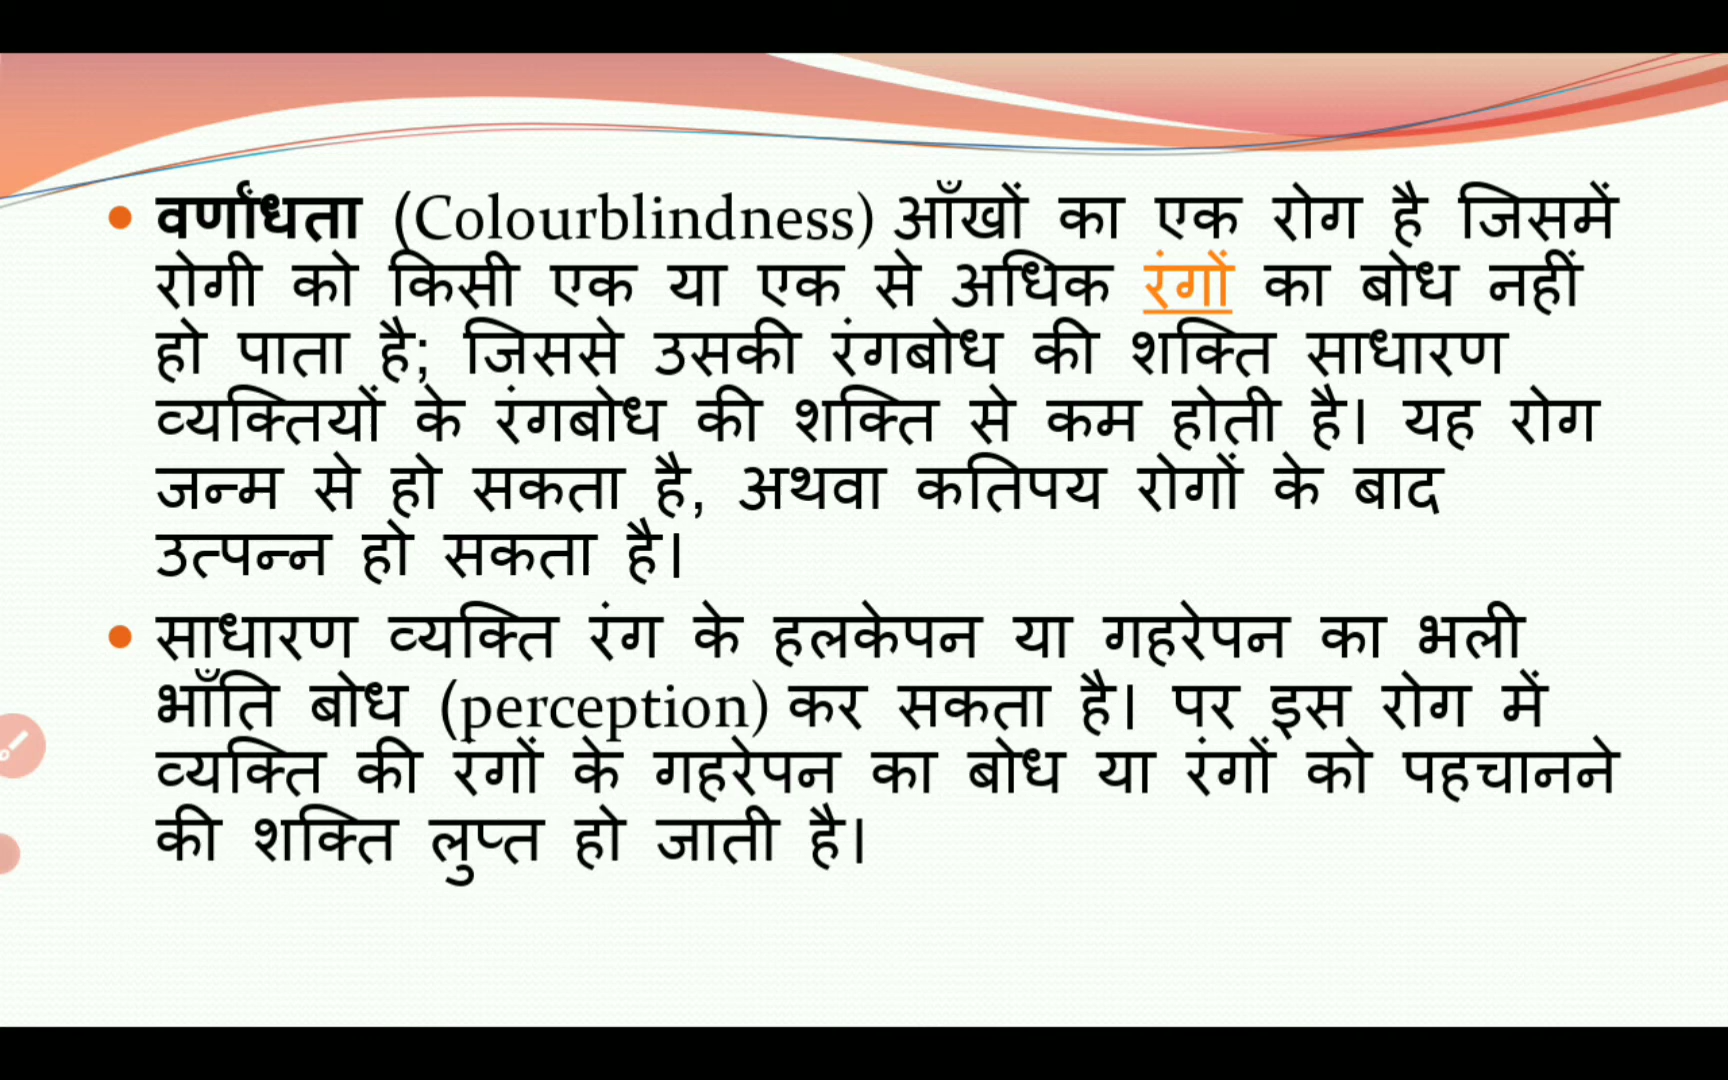 वर्णांधता (Colourblindness) आँखों का एक रोग है जिसमें
रोगी को किसी एक या एक से अधिक रंगों का बोध नहीं
हो पाता है; जिससे उसकी रंगबोध की शक्ति साधारण
व्यक्तियों के रंगबोध की शक्ति से कम होती है। यह रोग
जन्म से हो सकता है, अथवा कतिपय रोगों के बाद
उत्पन्न हो सकता है।
साधारण व्यक्ति रंग के हलकेपन या गहरेपन का भली
भाँति बोध (perception) कर सकता है। पर इस रोग में
व्यक्ति की रंगों के गहरेपन का बोध या रंगों को पहचानने
की शक्ति लुप्त हो जाती है।